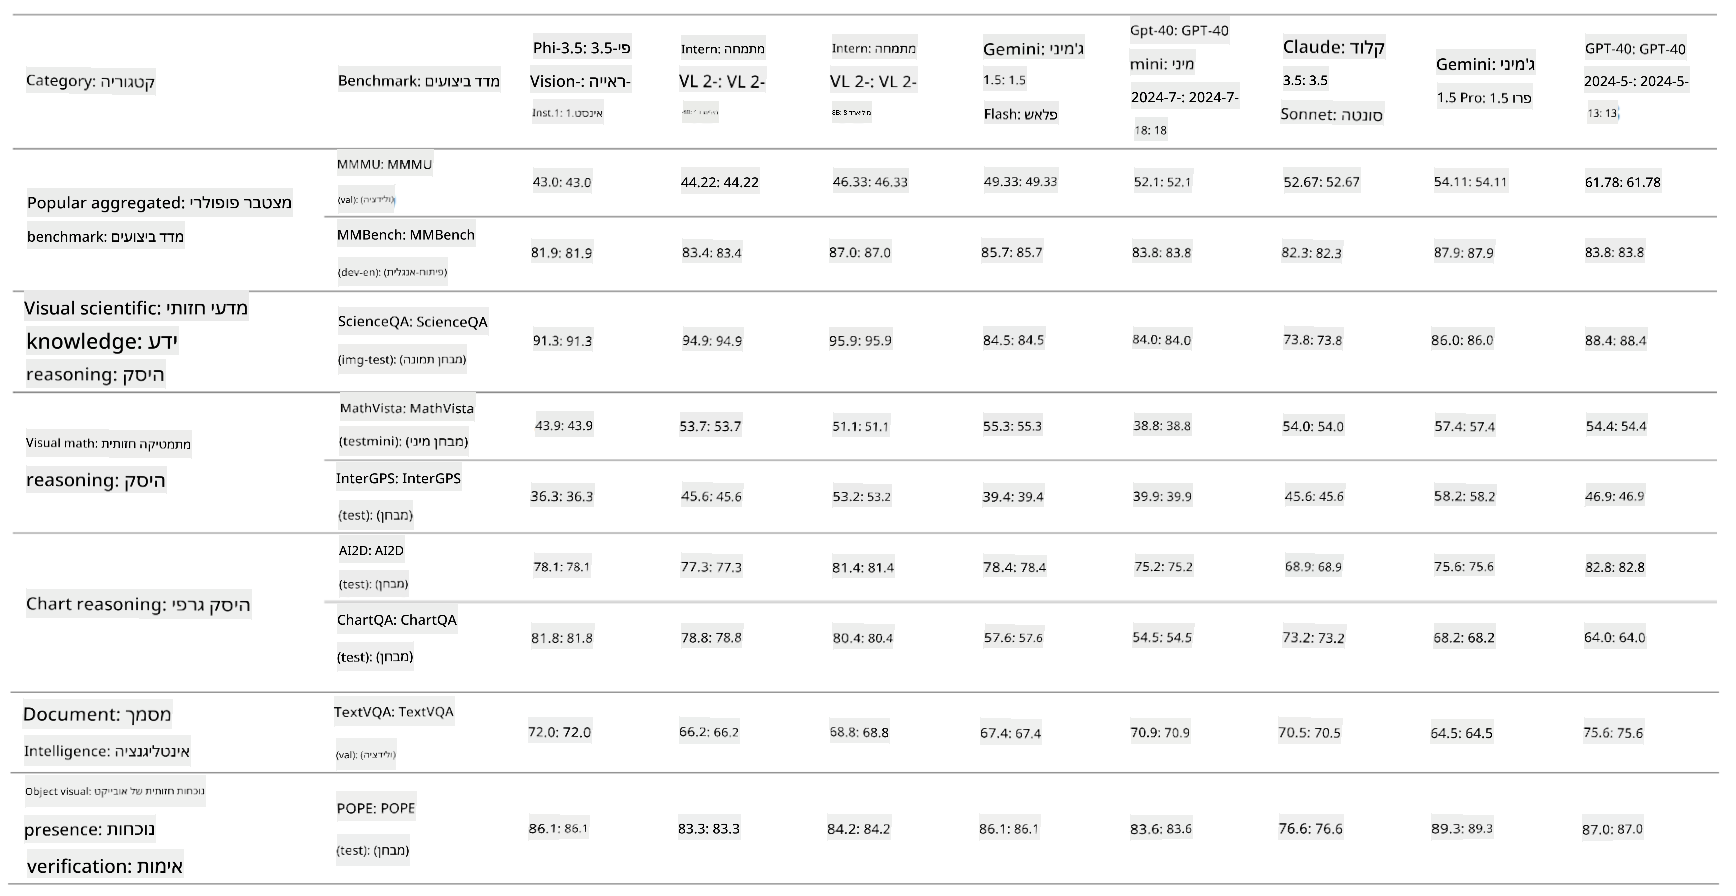 Category: קטגוריה
Benchmark: מדד ביצועים
Phi-3.5: פי-3.5
Vision-: ראייה-
Inst.1: אינסט.1
Intern: מתמחה
VL 2-: VL 2-
Intern: מתמחה
VL 2-: VL 2-
Gemini: ג'מיני
1.5: 1.5
Flash: פלאש
Gpt-40: GPT-40
mini: מיני
2024-7-: 2024-7-
18: 18
Claude: קלוד
3.5: 3.5
Sonnet: סונטה
Gemini: ג'מיני
1.5 Pro: פרו 1.5
GPT-40: GPT-40
2024-5-: 2024-5-
13: 13
Popular aggregated: מצטבר פופולרי
benchmark: מדד ביצועים
MMMU: MMMU
(val): (ולידציה)
43.0: 43.0
44.22: 44.22
46.33: 46.33
49.33: 49.33
52.1: 52.1
52.67: 52.67
54.11: 54.11
61.78: 61.78
MMBench: MMBench
(dev-en): (פיתוח-אנגלית)
81.9: 81.9
83.4: 83.4
87.0: 87.0
85.7: 85.7
83.8: 83.8
82.3: 82.3
87.9: 87.9
83.8: 83.8
Visual scientific: מדעי חזותי
knowledge: ידע
reasoning: היסק
ScienceQA: ScienceQA
(img-test): (מבחן תמונה)
91.3: 91.3
94.9: 94.9
95.9: 95.9
84.5: 84.5
84.0: 84.0
73.8: 73.8
86.0: 86.0
88.4: 88.4
Visual math: מתמטיקה חזותית
reasoning: היסק
MathVista: MathVista
(testmini): (מבחן מיני)
43.9: 43.9
53.7: 53.7
51.1: 51.1
55.3: 55.3
38.8: 38.8
54.0: 54.0
57.4: 57.4
54.4: 54.4
InterGPS: InterGPS
(test): (מבחן)
36.3: 36.3
45.6: 45.6
53.2: 53.2
39.4: 39.4
39.9: 39.9
45.6: 45.6
58.2: 58.2
46.9: 46.9
Chart reasoning: היסק גרפי
AI2D: AI2D
(test): (מבחן)
78.1: 78.1
77.3: 77.3
81.4: 81.4
78.4: 78.4
75.2: 75.2
68.9: 68.9
75.6: 75.6
82.8: 82.8
ChartQA: ChartQA
(test): (מבחן)
81.8: 81.8
78.8: 78.8
80.4: 80.4
57.6: 57.6
54.5: 54.5
73.2: 73.2
68.2: 68.2
64.0: 64.0
Document: מסמך
Intelligence: אינטליגנציה
TextVQA: TextVQA
(val): (ולידציה)
72.0: 72.0
66.2: 66.2
68.8: 68.8
67.4: 67.4
70.9: 70.9
70.5: 70.5
64.5: 64.5
75.6: 75.6
Object visual: נוכחות חזותית של אובייקט
presence: נוכחות
verification: אימות
POPE: POPE
(test): (מבחן)
86.1: 86.1
83.3: 83.3
84.2: 84.2
86.1: 86.1
83.6: 83.6
76.6: 76.6
89.3: 89.3
87.0: 87.0